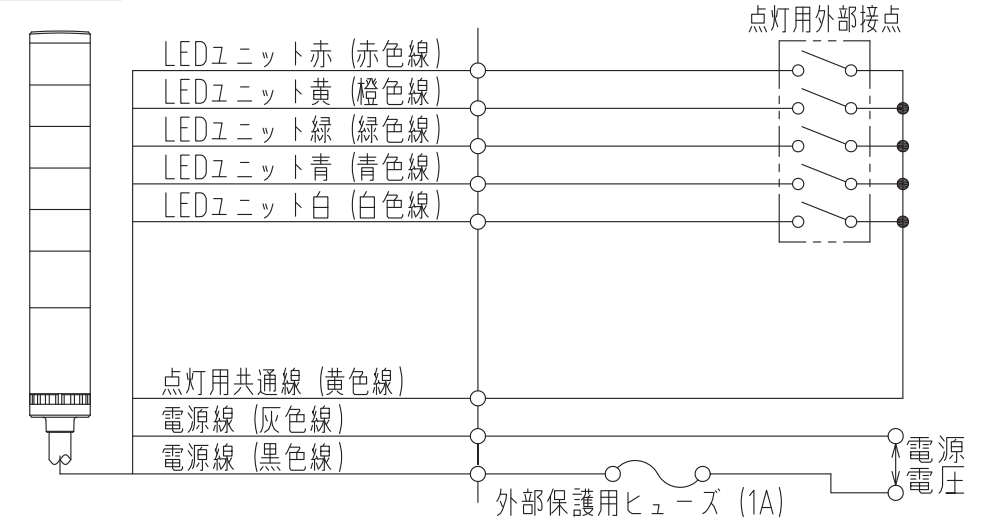 点灯用外部接点
LEDユニット赤 (赤色線)
LEDユニット黄 (橙色線)
LEDユニット緑 (緑色線)
LEDユニット青 (青色線)
LEDユニット白 (白色線)
点灯用共通線 (黄色線)
電源線 (灰色線)
電源線 (黒色線)
電源
電圧
外部保護用ヒューズ (1A)